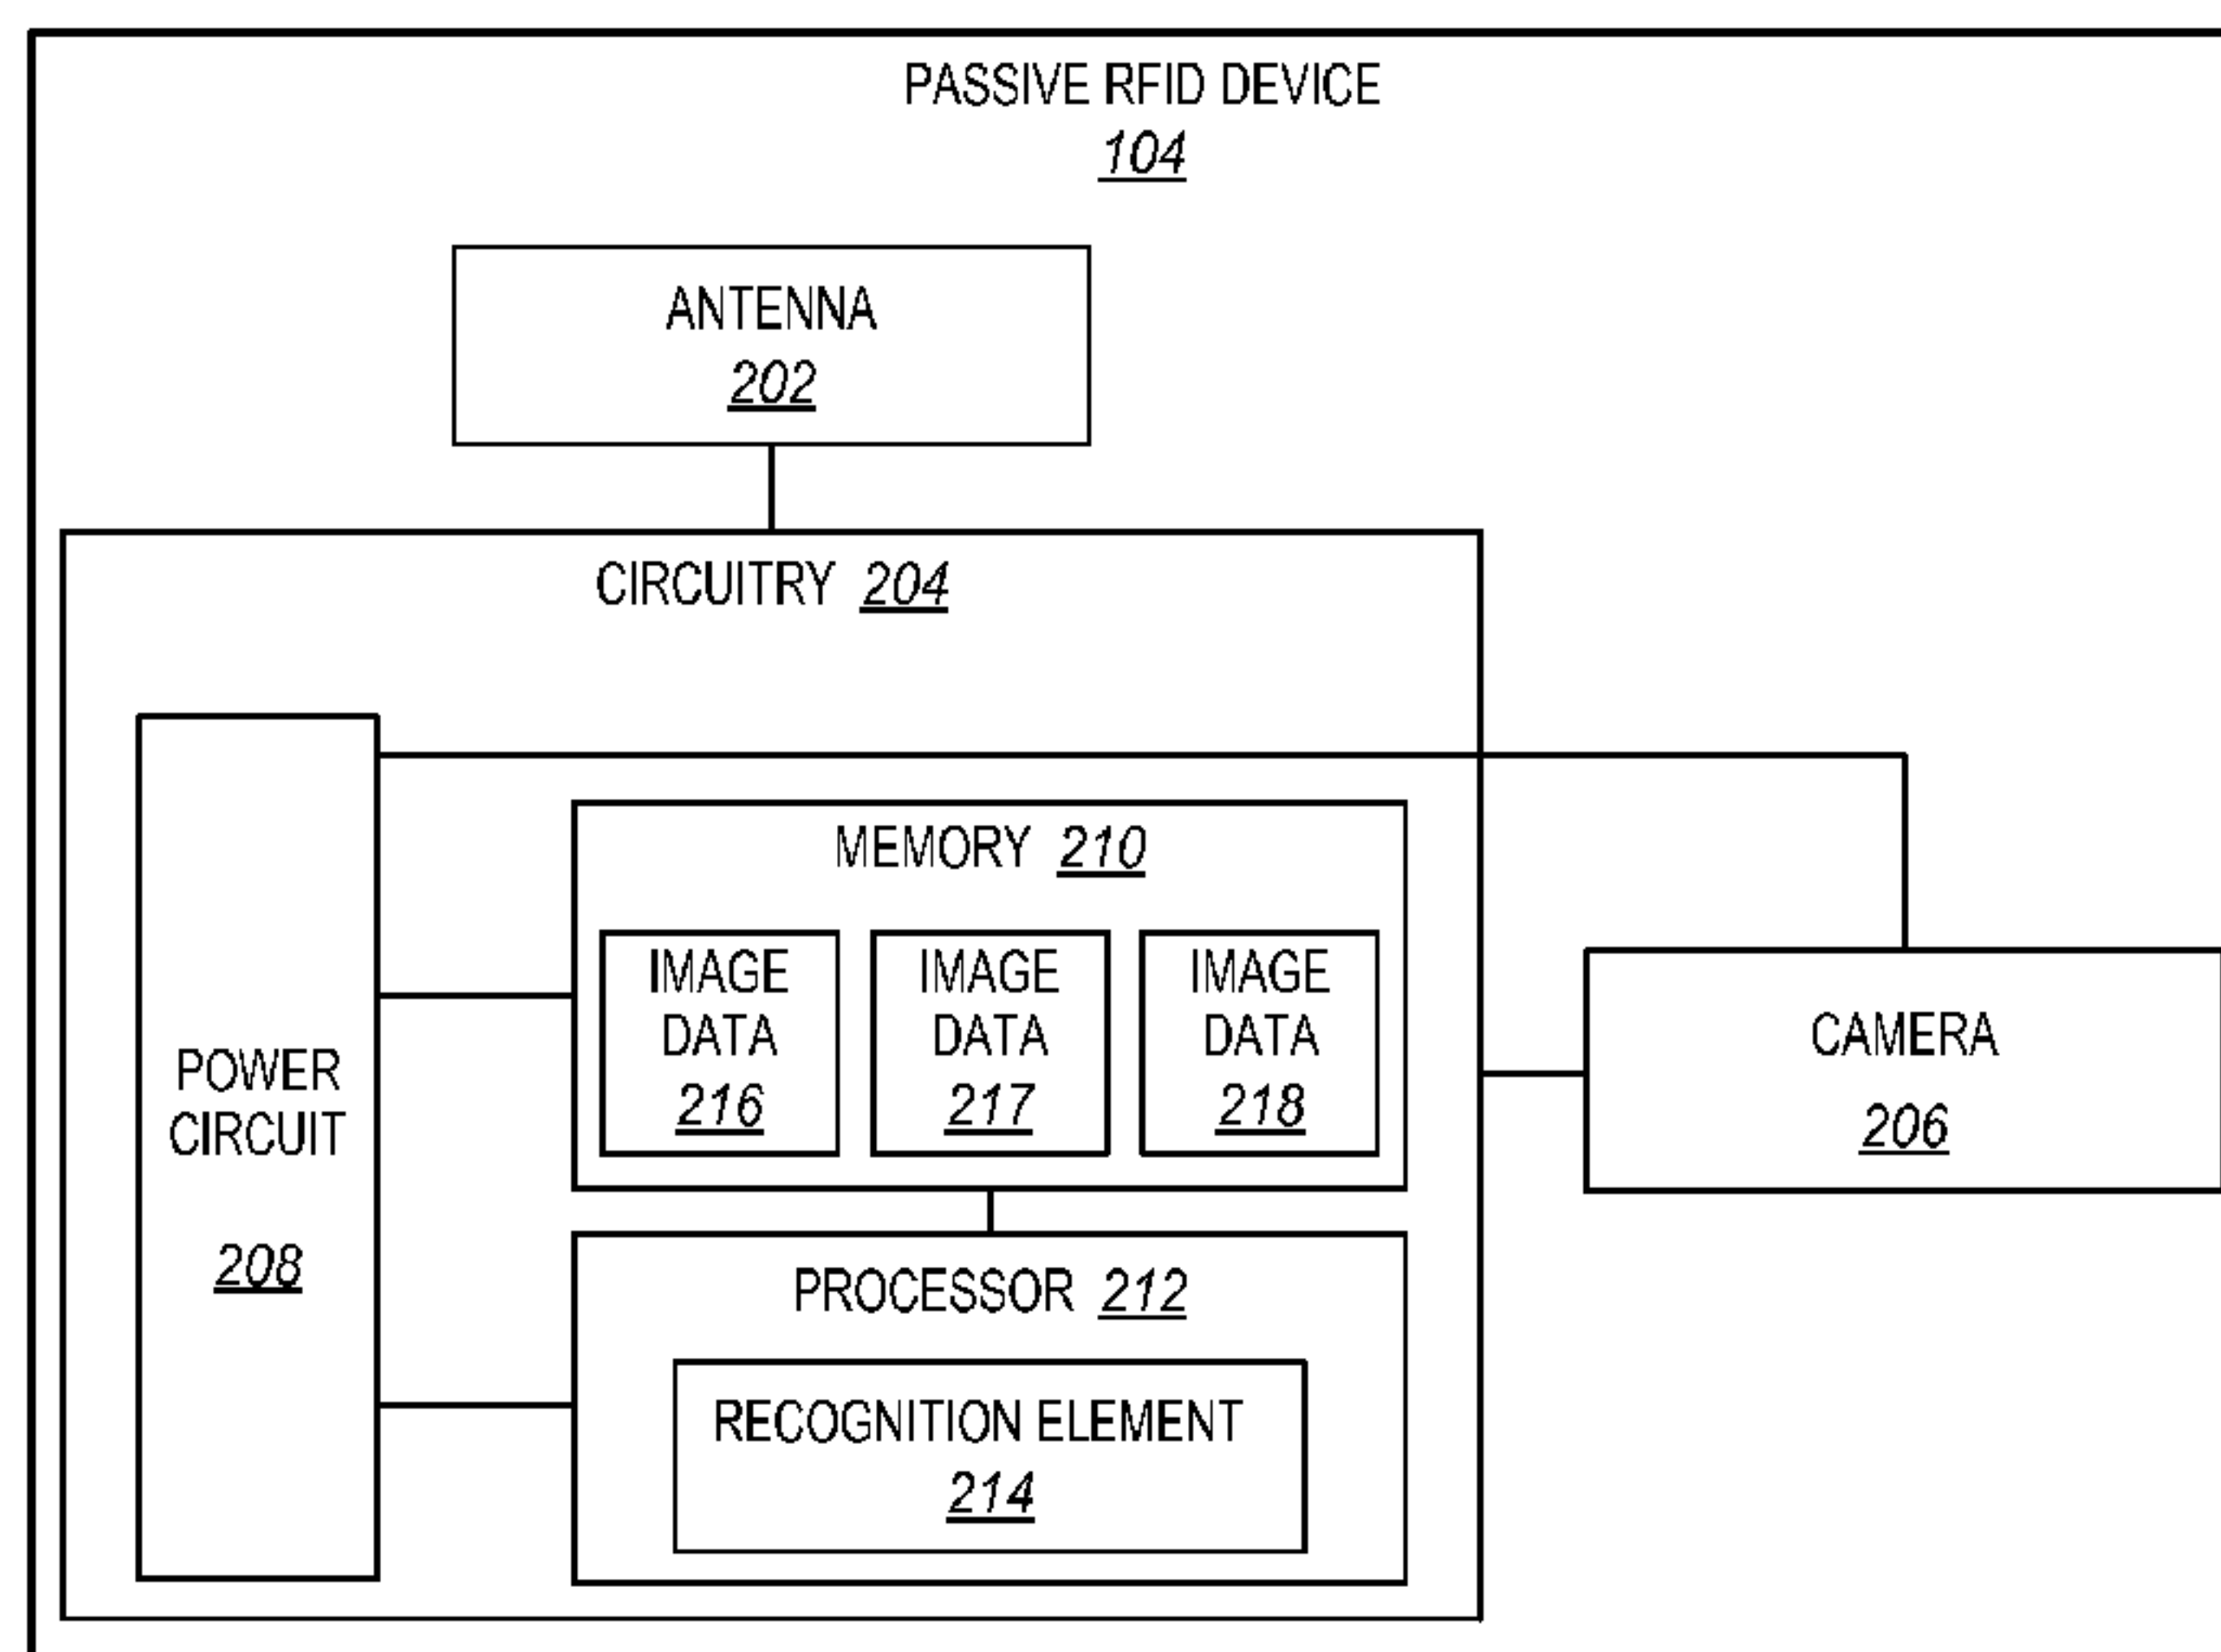 PASSIVE RFID DEVICE
104
ANTENNA
202
CIRCUITRY 204
POWER
CIRCUIT
208
MEMORY 210
IMAGE
DATA
216
IMAGE
DATA
217
IMAGE
DATA
218
PROCESSOR 212
RECOGNITION ELEMENT
214
CAMERA
206